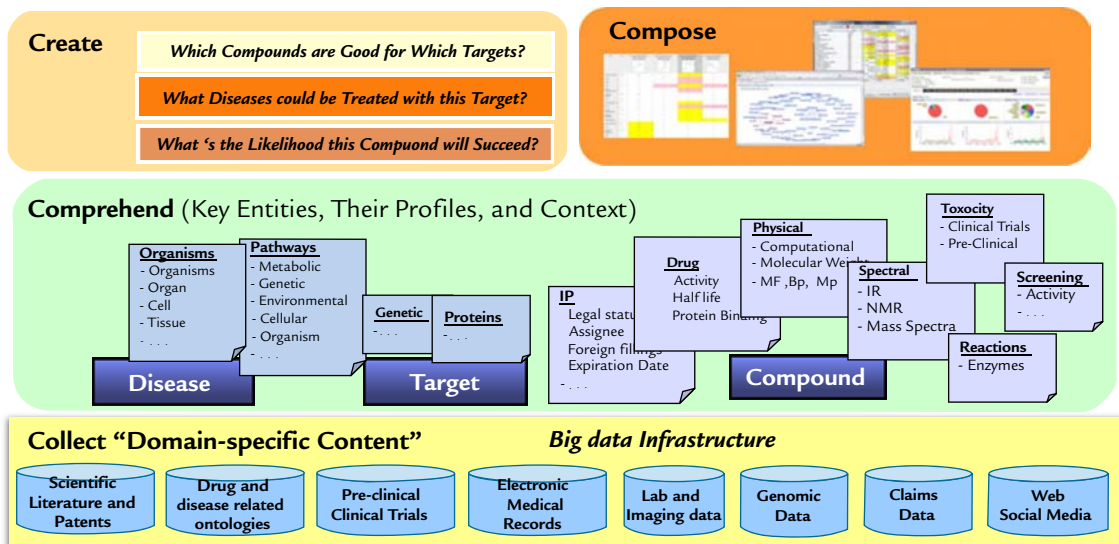 Create
Which Compounds are Good for Which Targets?
What Diseases could be Treated with this Target?
What ‘s the Likelihood this Compuond will Succeed?
Compose
Comprehend (Key Entities, Their Profiles, and Context)
Organisms
- Organisms
- Organ
- Cell
- Tissue
- . . .
Pathways
- Metabolic
- Genetic
- Environmental
- Cellular
- Organism
- . . .
Genetic
- . . .
Proteins
- . . .
Disease
Target
IP
Legal statu
Assignee
Foreign fillings
Expiration Date
- . . .
Drug
Activity
Half life
Protein Binding
Physical
- Computational
- Molecular Weight
- MF ,Bp, Mp
Spectral
- IR
- NMR
- Mass Spectra
Toxocity
- Clinical Trials
- Pre-Clinical
Screening
- Activity
- . . .
Reactions
- Enzymes
Compound
Collect “Domain-specific Content”
Big data Infrastructure
Scientific
Literature and
Patents
Drug and
disease related
ontologies
Pre-clinical
Clinical Trials
Electronic
Medical
Records
Lab and
Imaging data
Genomic
Data
Claims
Data
Web
Social Media